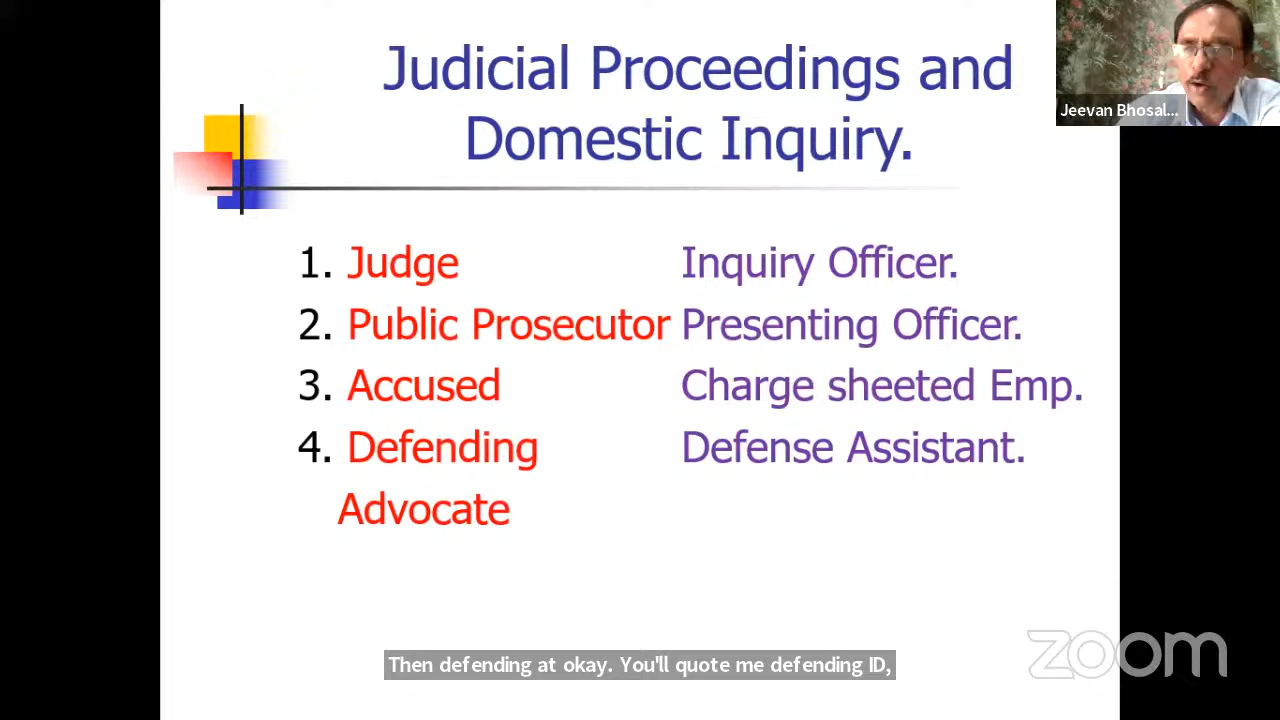 Judicial Proceedings and
Domestic Inquiry.
Jeevan Bhosal...
1. Judge Inquiry Officer.
2. Public Prosecutor Presenting Officer.
3. Accused Charge sheeted Emp.
4. Defending Defense Assistant.
Advocate
Then defending at okay. You'll quote me defending ID,
zoom